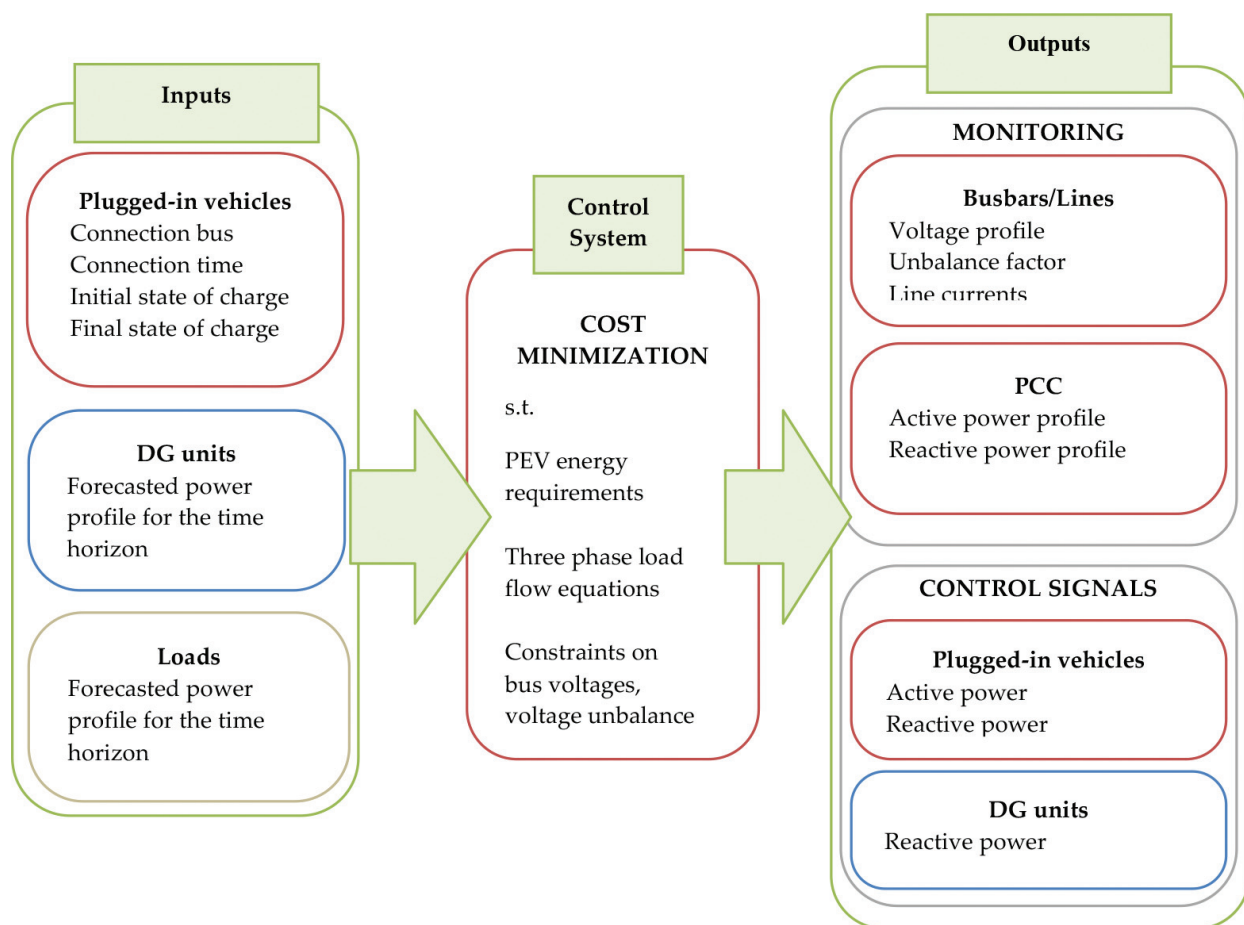 Inputs
Plugged-in vehicles
Connection bus
Connection time
Initial state of charge
Final state of charge
DG units
Forecasted power
profile for the time
horizon
Loads
Forecasted power
profile for the time
horizon
Control
System
COST
MINIMIZATION
s.t.
PEV energy
requirements
Three phase load
flow equations
Constraints on
bus voltages,
voltage unbalance
Outputs
MONITORING
Busbars/Lines
Voltage profile
Unbalance factor
Line currents
PCC
Active power profile
Reactive power profile
CONTROL SIGNALS
Plugged-in vehicles
Active power
Reactive power
DG units
Reactive power